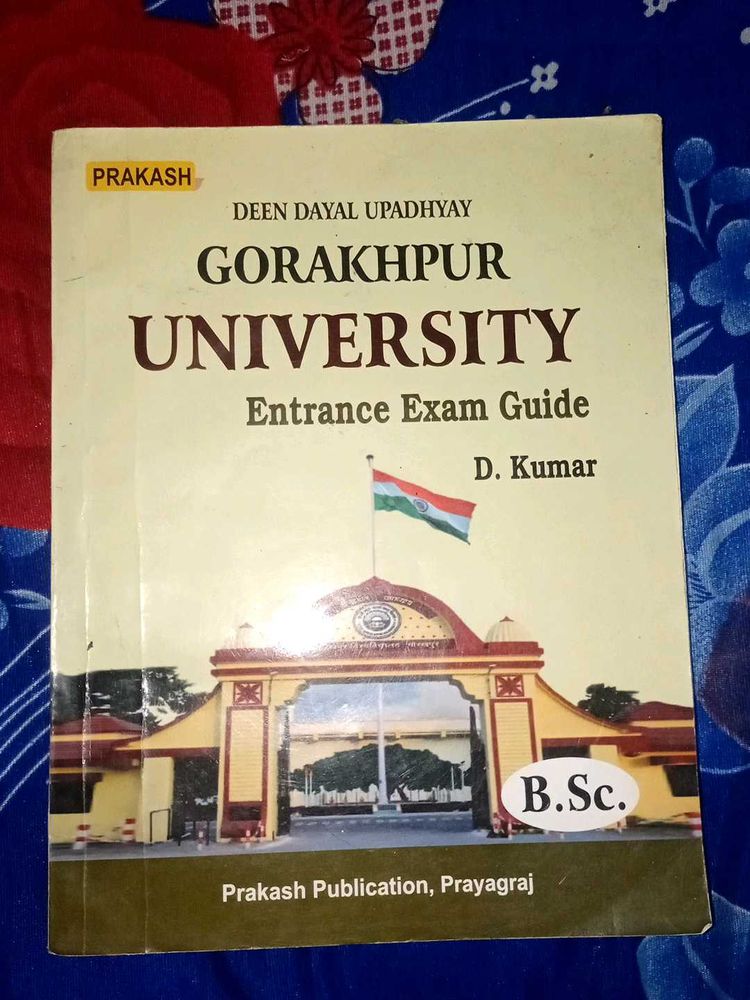 PRAKASH
DEEN DAYAL UPADHYAY
GORAKHPUR
UNIVERSITY
Entrance Exam Guide
D. Kumar
B.Sc.
Prakash Publication, Prayagraj